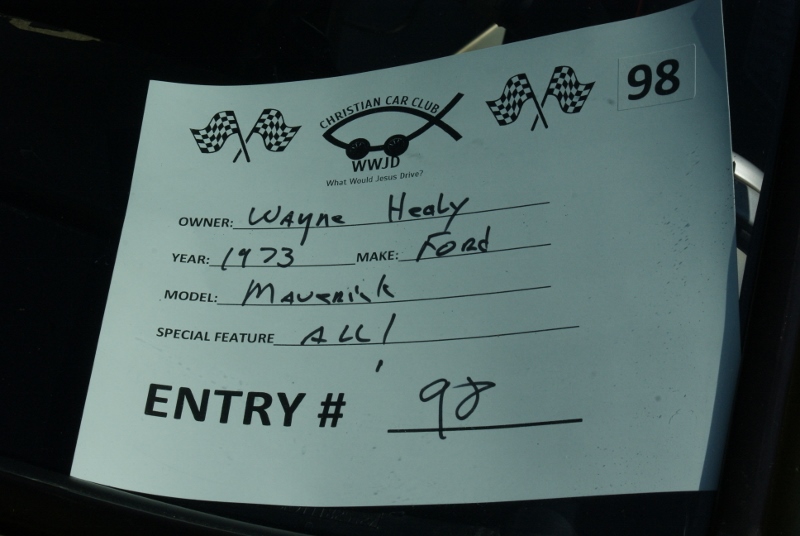 CHRISTIAN CAR CLUB
98
WWJD
What Would Jesus Drive?
OWNER: Wayne Healy
YEAR: 1973 MAKE: Ford
MODEL: Maverick
SPECIAL FEATURE ALL!
ENTRY # 98